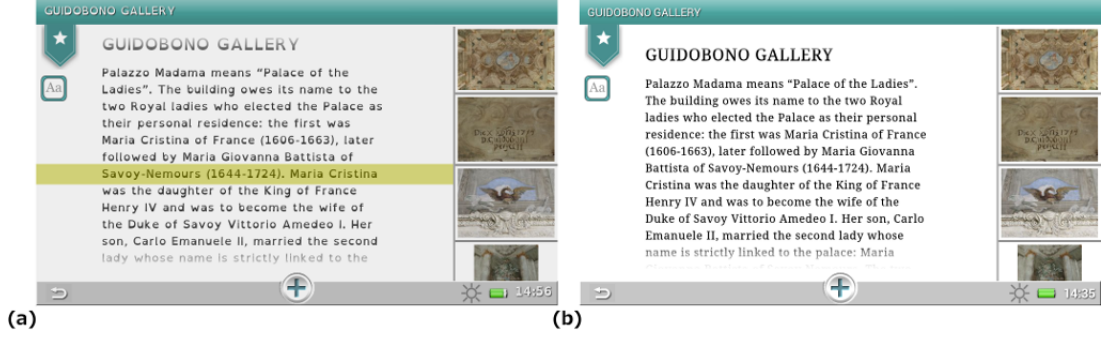 GUIDOBONO GALLERY
GUIDOBONO GALLERY
Aa
Palazzo Madama means “Palace of the
Ladies”. The building owes its name to the
two Royal ladies who elected the Palace as
their personal residence: the first was
Maria Cristina of France (1606-1663), later
followed by Maria Giovanna Battista of
Savoy-Nemours (1644-1724). Maria Cristina
was the daughter of the King of France
Henry IV and was to become the wife of
the Duke of Savoy Vittorio Amedeo I. Her
son, Carlo Emanuele II, married the second
lady whose name is strictly linked to the
14:56
(a)
GUIDOBONO GALLERY
GUIDOBONO GALLERY
Aa
Palazzo Madama means “Palace of the Ladies”.
The building owes its name to the two Royal
ladies who elected the Palace as their personal
residence: the first was Maria Cristina of France
(1606-1663), later followed by Maria Giovanna
Battista of Savoy-Nemours (1644-1724). Maria
Cristina was the daughter of the King of France
Henry IV and was to become the wife of the
Duke of Savoy Vittorio Amedeo I. Her son, Carlo
Emanuele II, married the second lady whose
name is strictly linked to the palace: Maria
14:35
(b)